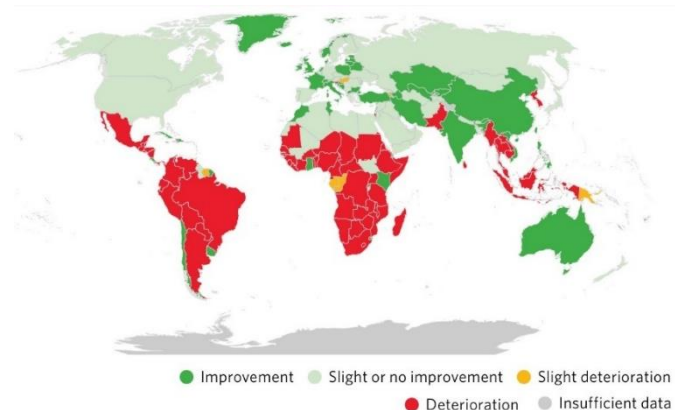 Improvement Slight or no improvement Slight deterioration
Deterioration Insufficient data